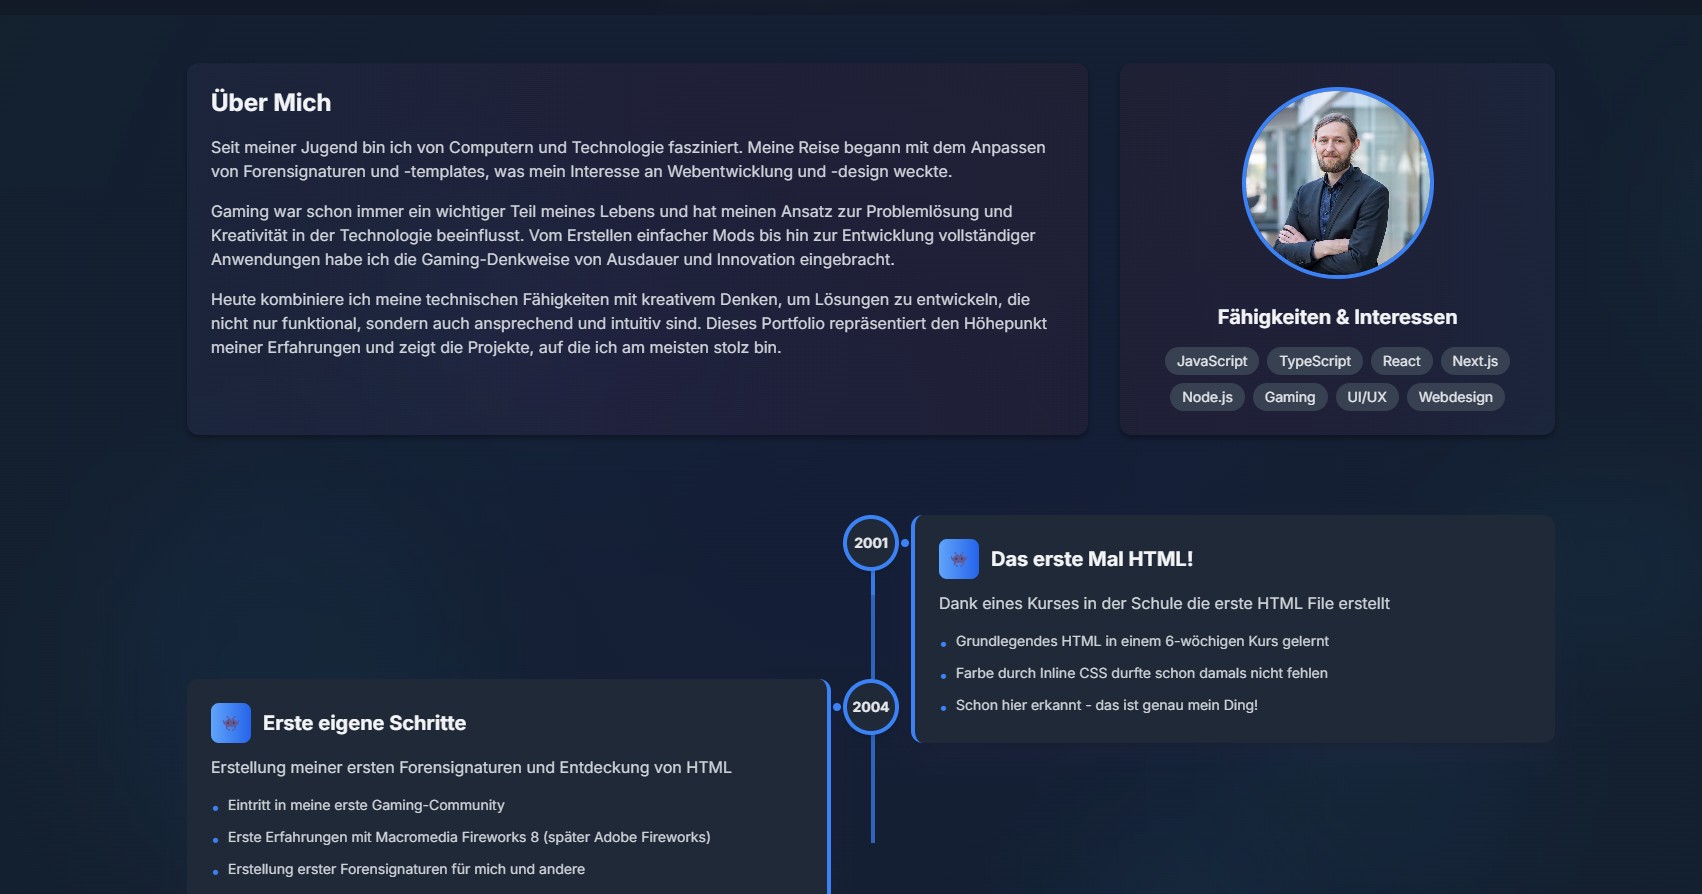 Über Mich
Seit meiner Jugend bin ich von Computern und Technologie fasziniert. Meine Reise begann mit dem Anpassen
von Forensignaturen und -templates, was mein Interesse an Webentwicklung und -design weckte.
Gaming war schon immer ein wichtiger Teil meines Lebens und hat meinen Ansatz zur Problemlösung und
Kreativität in der Technologie beeinflusst. Vom Erstellen einfacher Mods bis hin zur Entwicklung vollständiger
Anwendungen habe ich die Gaming-Denkweise von Ausdauer und Innovation eingebracht.
Heute kombiniere ich meine technischen Fähigkeiten mit kreativem Denken, um Lösungen zu entwickeln, die
nicht nur funktional, sondern auch ansprechend und intuitiv sind. Dieses Portfolio repräsentiert den Höhepunkt
meiner Erfahrungen und zeigt die Projekte, auf die ich am meisten stolz bin.
Fähigkeiten & Interessen
JavaScript TypeScript React Next.js
Node.js Gaming UI/UX Webdesign
2001
Das erste Mal HTML!
Dank eines Kurses in der Schule die erste HTML File erstellt
Grundlegendes HTML in einem 6-wöchigen Kurs gelernt
Farbe durch Inline CSS durfte schon damals nicht fehlen
Schon hier erkannt - das ist genau mein Ding!
2004
Erste eigene Schritte
Erstellung meiner ersten Forensignaturen und Entdeckung von HTML
Eintritt in meine erste Gaming-Community
Erste Erfahrungen mit Macromedia Fireworks 8 (später Adobe Fireworks)
Erstellung erster Forensignaturen für mich und andere